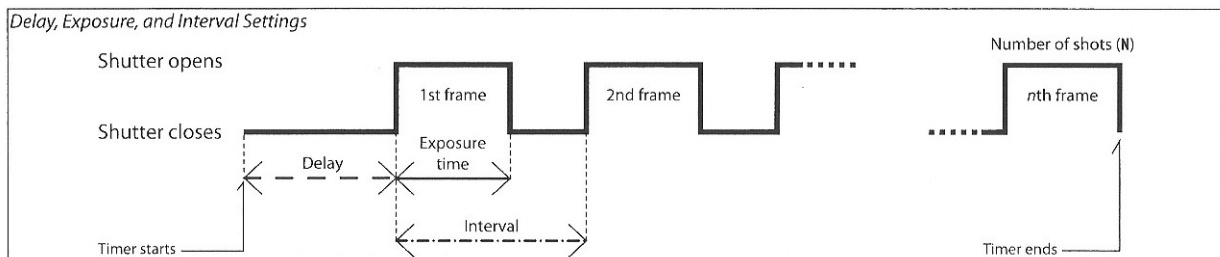 Delay, Exposure, and Interval Settings
Number of shots (N)
Shutter opens
1st frame
2nd frame
nth frame
Shutter closes
Exposure
time
Delay
Interval
Timer starts
Timer ends